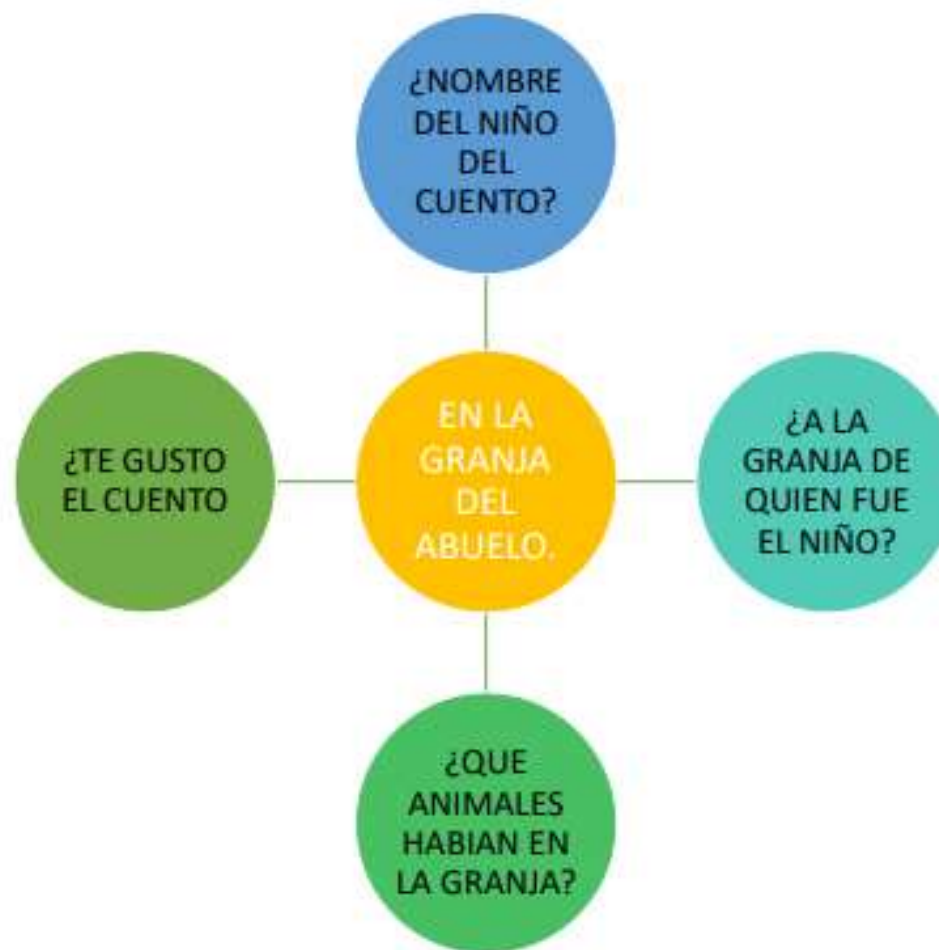 ¿NOMBRE
DEL NIÑO
DEL
CUENTO?
¿TE GUSTO
EL CUENTO
EN LA
GRANJA
DEL
ABUELO.
¿A LA
GRANJA DE
QUIEN FUE
EL NIÑO?
¿QUE
ANIMALES
HABIAN EN
LA GRANJA?